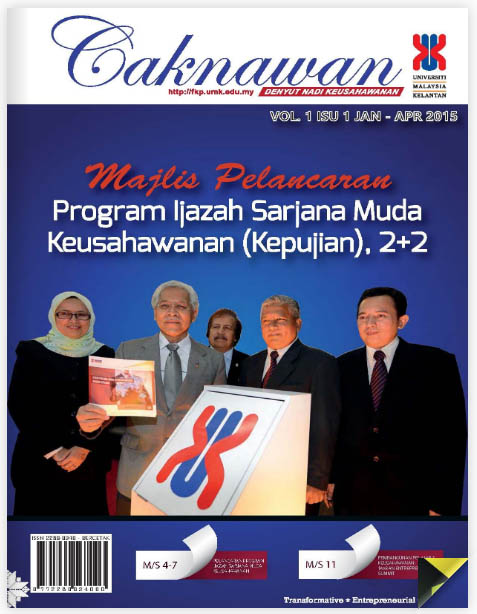 Caknawan
http://fkp.umk.edu.my
DENYUT NADI KEUSAHAWANAN
UNIVERSITI
MALAYSIA
KELANTAN
VOL. 1 ISU 1 JAN - APR 2015
Majlis Pelancaran
Program Ijazah Sarjana Muda
Keusahawanan (Kepujian), 2+2
M/S 4-7
M/S 11
Transformative • Entrepreneurial